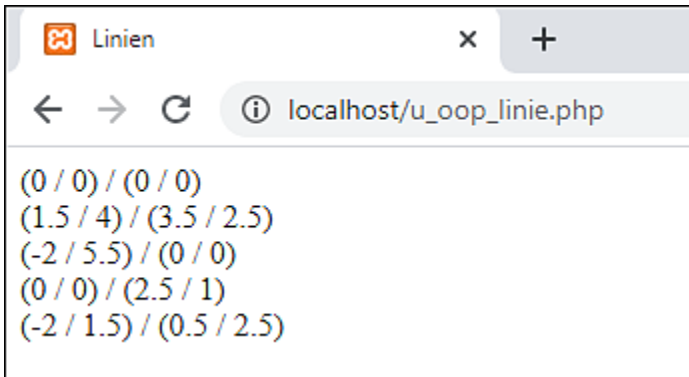 Linien
localhost/u_oop_linie.php
(0 / 0) / (0 / 0)
(1.5 / 4) / (3.5 / 2.5)
(-2 / 5.5) / (0 / 0)
(0 / 0) / (2.5 / 1)
(-2 / 1.5) / (0.5 / 2.5)